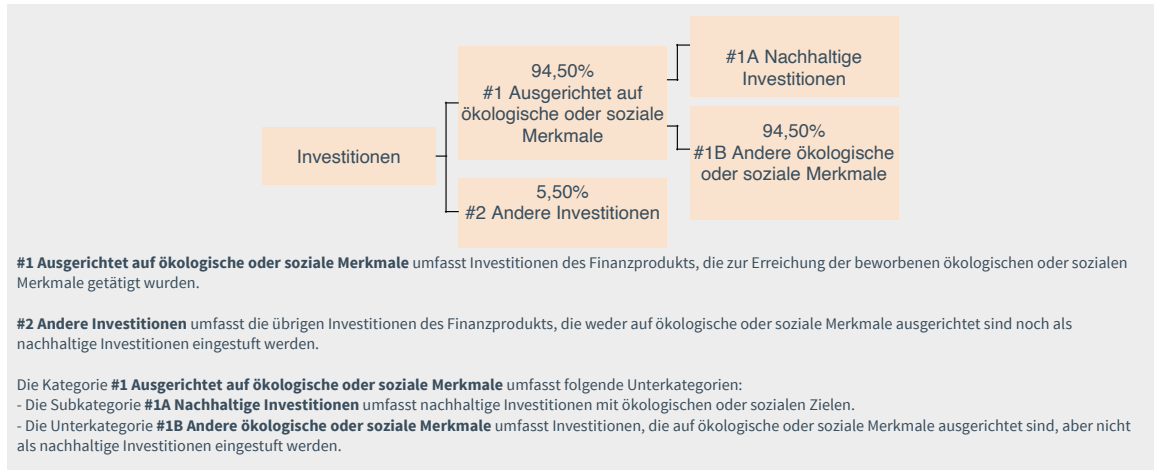 #1A Nachhaltige
Investitionen
94,50%
#1 Ausgerichtet auf
ökologische oder soziale
Merkmale
94,50%
#1B Andere ökologische
oder soziale Merkmale
Investitionen
5,50%
#2 Andere Investitionen
#1 Ausgerichtet auf ökologische oder soziale Merkmale umfasst Investitionen des Finanzprodukts, die zur Erreichung der beworbenen ökologischen oder sozialen
Merkmale getätigt wurden.
#2 Andere Investitionen umfasst die übrigen Investitionen des Finanzprodukts, die weder auf ökologische oder soziale Merkmale ausgerichtet sind noch als
nachhaltige Investitionen eingestuft werden.
Die Kategorie #1 Ausgerichtet auf ökologische oder soziale Merkmale umfasst folgende Unterkategorien:
- Die Subkategorie #1A Nachhaltige Investitionen umfasst nachhaltige Investitionen mit ökologischen oder sozialen Zielen.
- Die Unterkategorie #1B Andere ökologische oder soziale Merkmale umfasst Investitionen, die auf ökologische oder soziale Merkmale ausgerichtet sind, aber nicht
als nachhaltige Investitionen eingestuft werden.